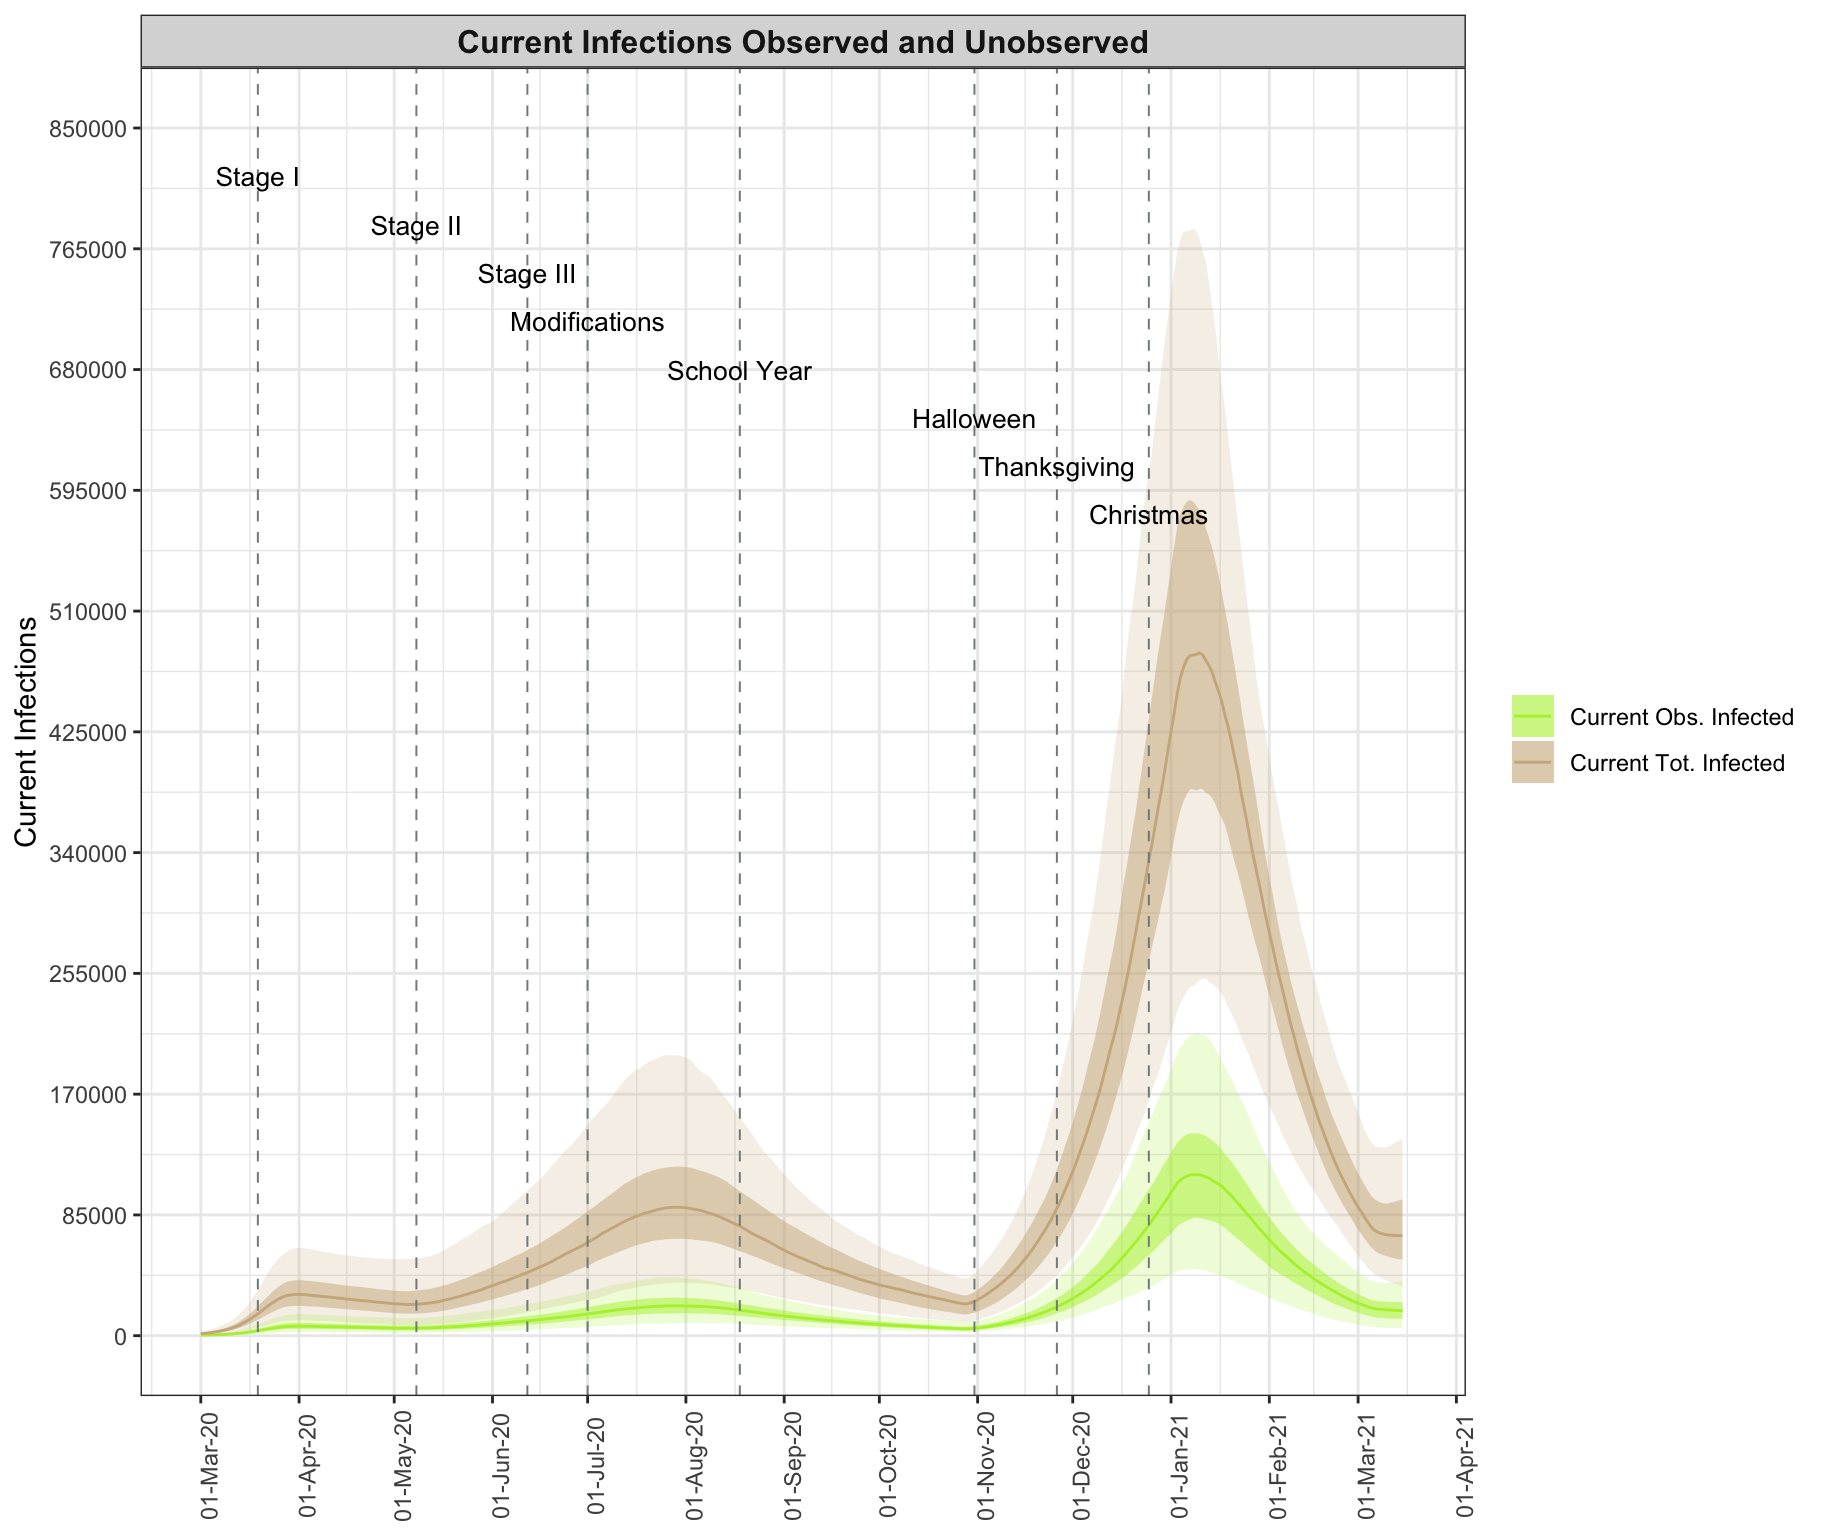 Current Infections Observed and Unobserved
Current Infections
850000
765000
680000
595000
510000
425000
340000
255000
170000
85000
0
Stage I
Stage II
Stage III
Modifications
School Year
Halloween
Thanksgiving
Christmas
01-Mar-20
01-Apr-20
01-May-20
01-Jun-20
01-Jul-20
01-Aug-20
01-Sep-20
01-Oct-20
01-Nov-20
01-Dec-20
01-Jan-21
01-Feb-21
01-Mar-21
01-Apr-21
Current Obs. Infected
Current Tot. Infected